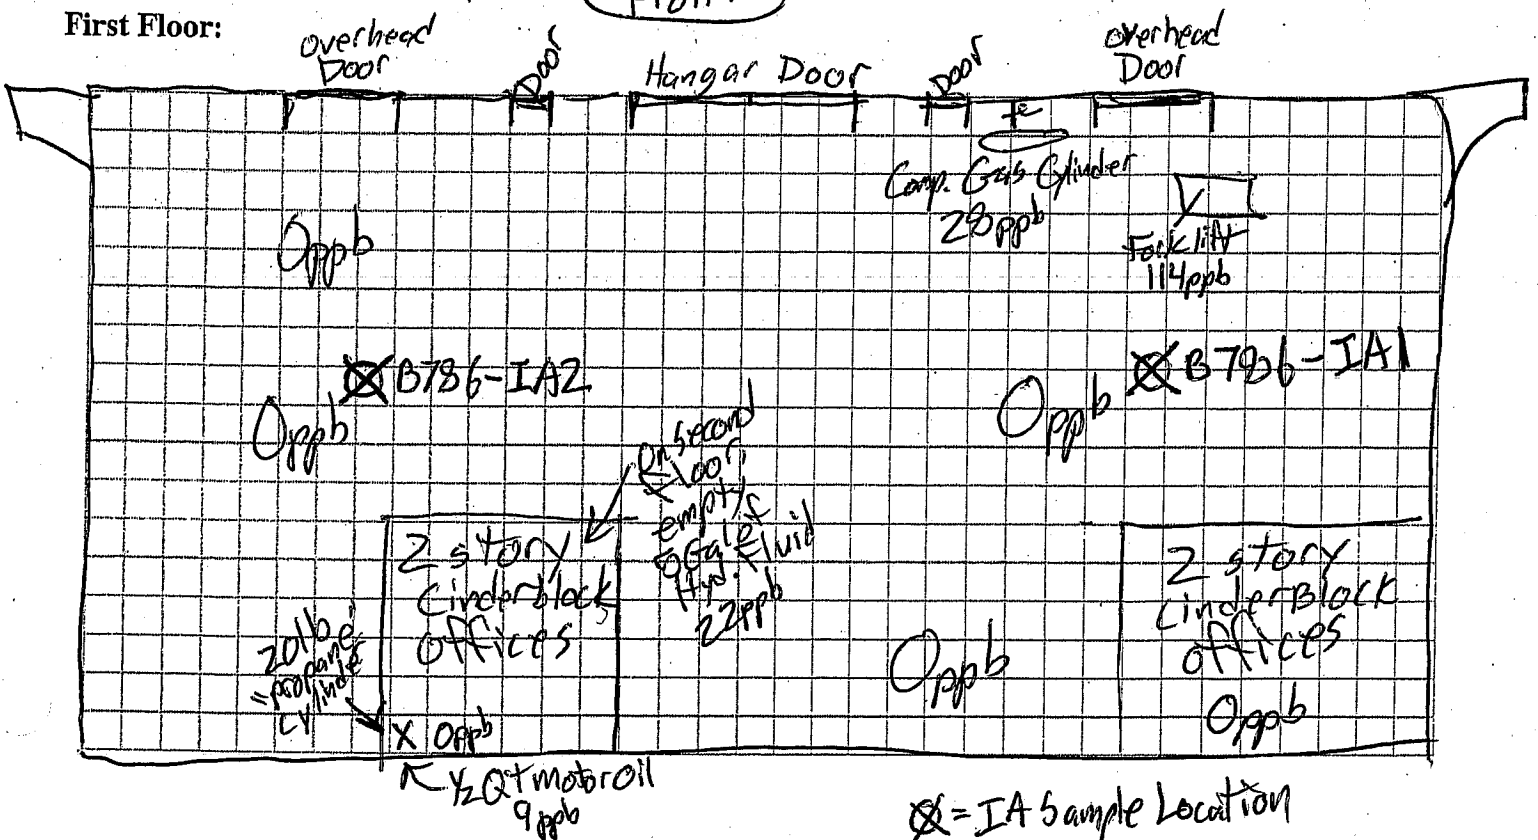 First Floor:
Overhead
Door
Door
Hangar Door
Door
Overhead
Door
Comp. Gas Cylinder
28ppb
Forklift
114ppb
0ppb
B786-IA2
B786-IA1
0ppb
0ppb
On Second
Floor,
empty
5Gal of
Hyd. Fluid
22ppb
2 story
Cinderblock
offices
2 story
cinderBlock
offices
0ppb
0ppb
20lb
"propane"
cylinder
X 0ppb
1/2 Qt motor oil
9ppb
= IA Sample Location